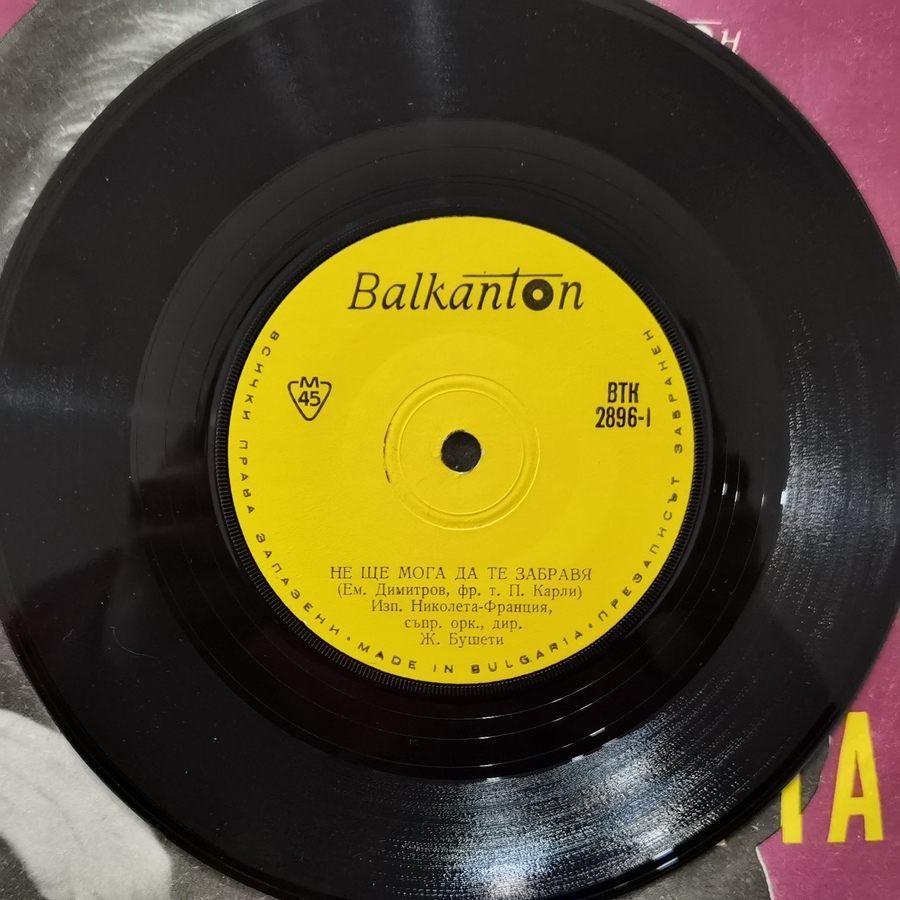 Balkanton
M
45
ВТК
2896-I
НЕ ЩЕ МОГА ДА ТЕ ЗАБРАВЯ
(Ем. Димитров, фр. т. П. Карли)
Изп. Николета-Франция,
съпр. орк., дир.
Ж. Бушети
ВСИЧКИ ПРАВА ЗАПАЗЕНИ • MADE IN BULGARIA • ПРЕЗАПИСЪТ ЗАБРАНЕН
ТА